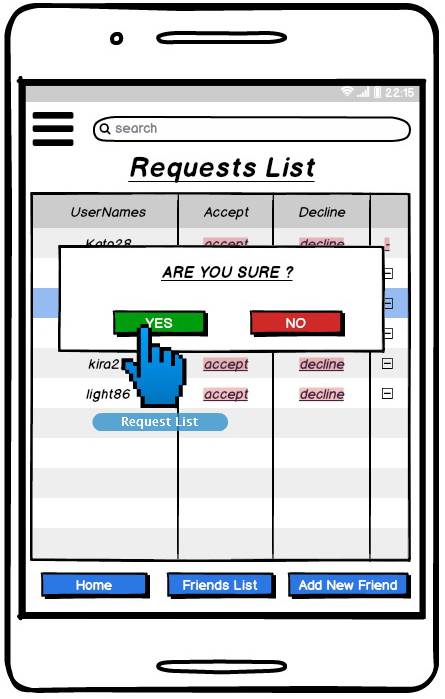 22:15
search
Requests List
UserNames Accept Decline
Kato28 accept decline
ARE YOU SURE ?
YES NO
kira2 accept decline
light86 accept decline
Request List
Home Friends List Add New Friend